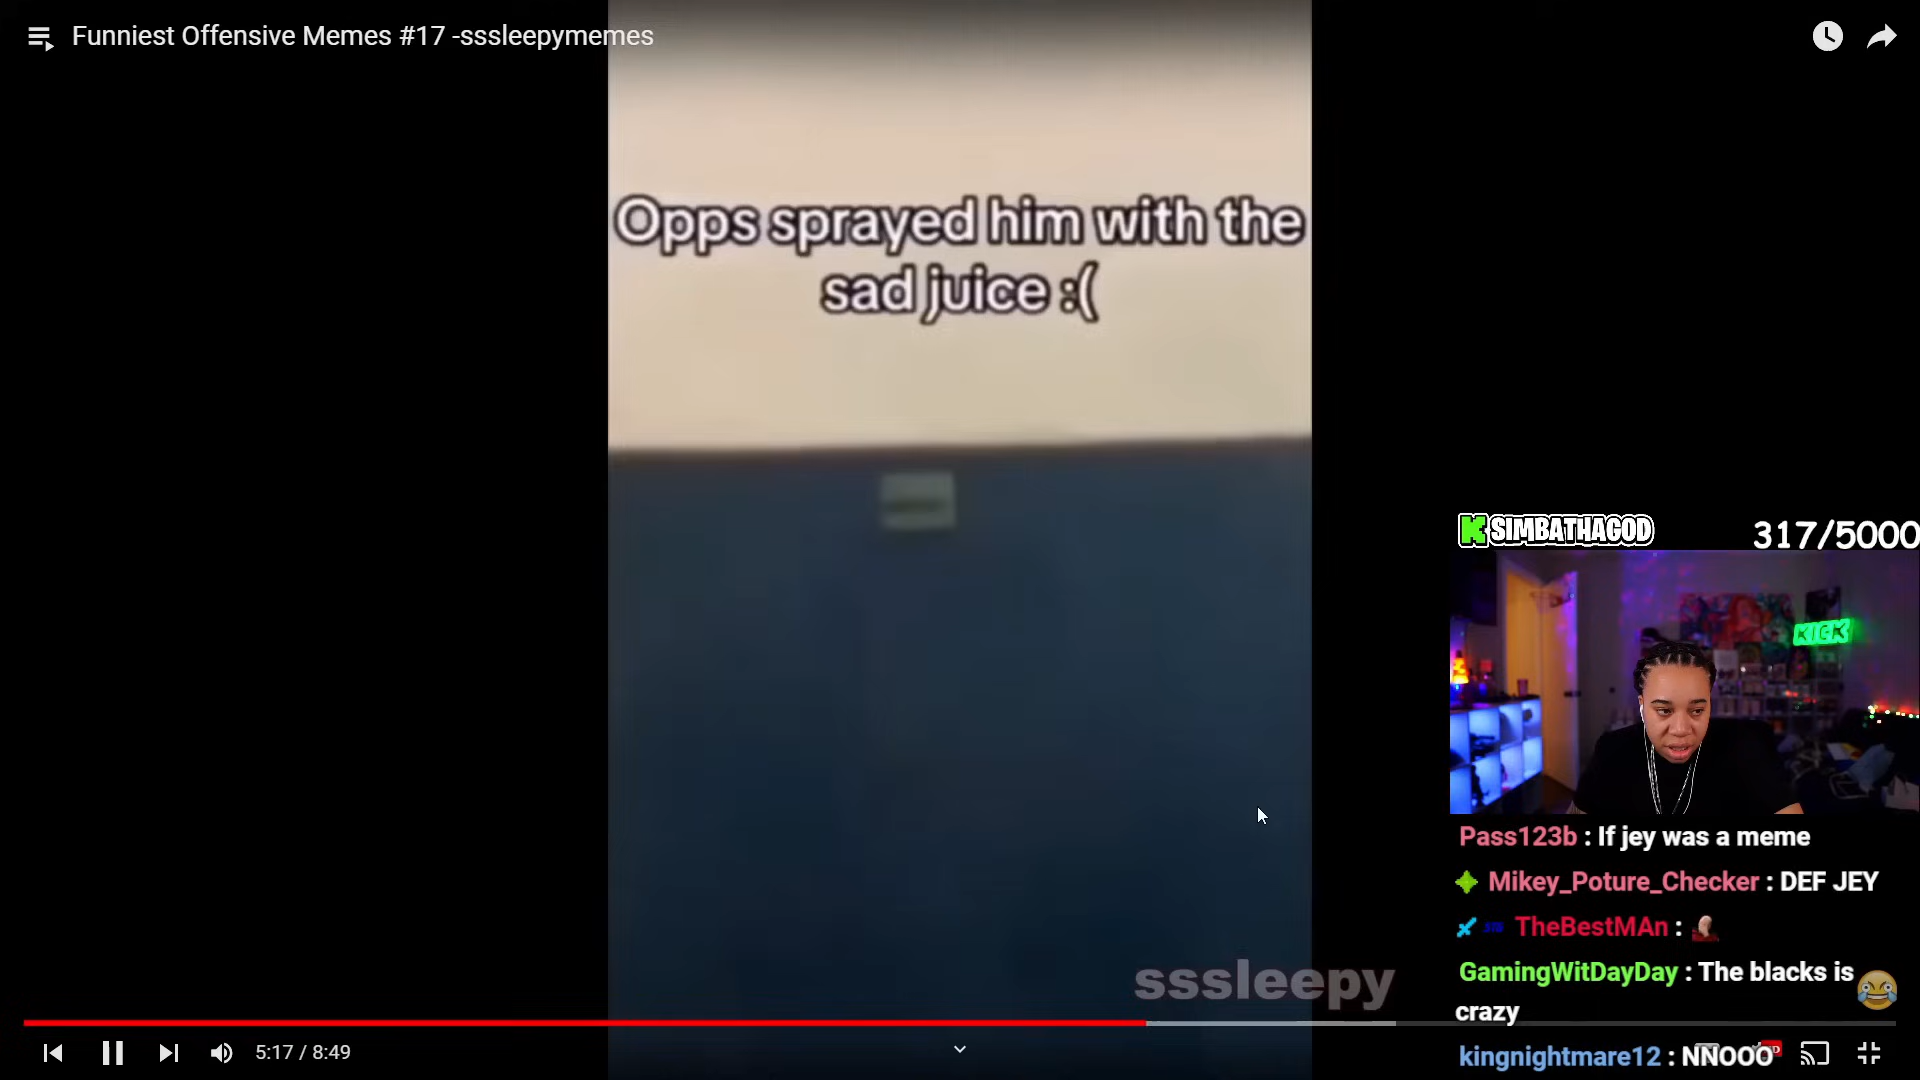 Funniest Offensive Memes #17 -sssleepymemes
Opps sprayed him with the
sad juice :(
K SIMBATHAGOD
317/5000
KICK
Pass123b : If jey was a meme
Mikey_Poture_Checker : DEF JEY
TheBestMAn :
GamingWitDayDay : The blacks is
crazy
kingnightmare12 : NNOOO
sssleepy
5:17 / 8:49